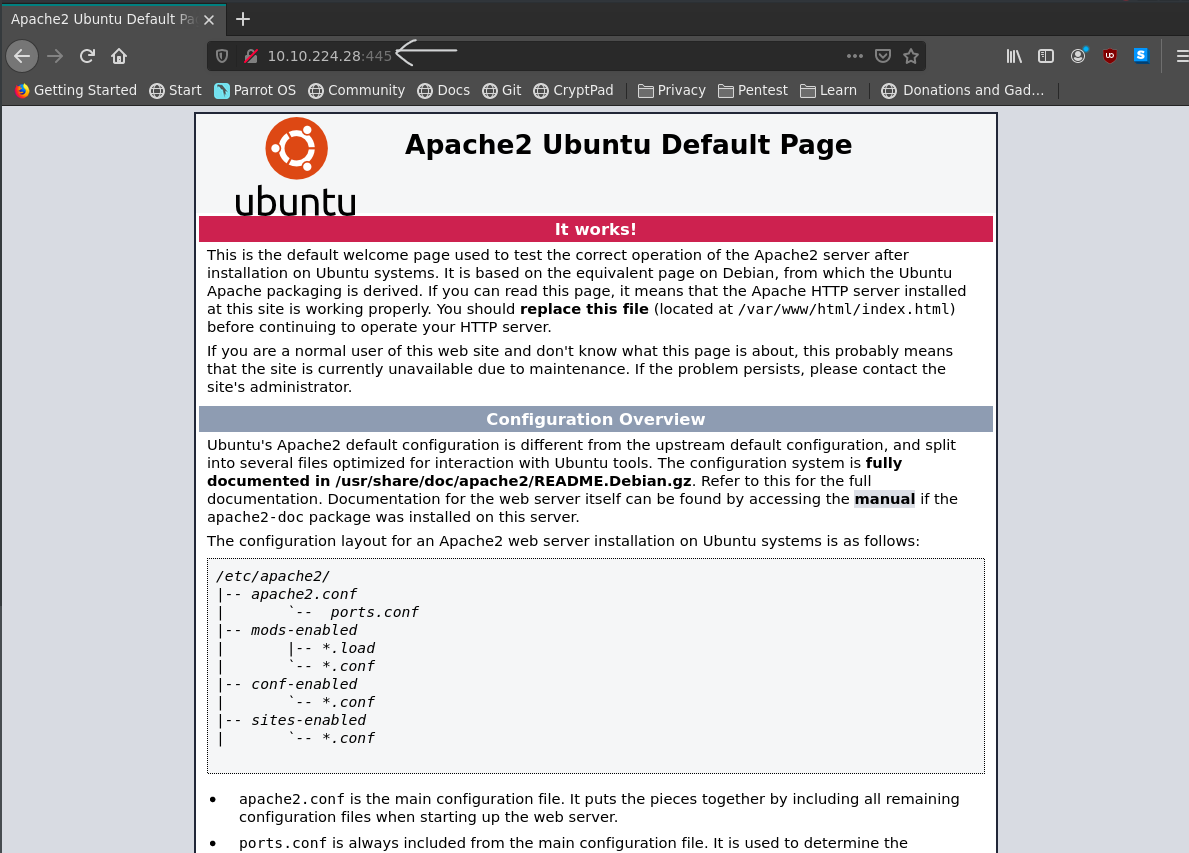 Apache2 Ubuntu Default Pa
10.10.224.28:445
Getting Started Start Parrot OS Community Docs Git CryptPad Privacy Pentest Learn Donations and Gad...
ubuntu
Apache2 Ubuntu Default Page
It works!
This is the default welcome page used to test the correct operation of the Apache2 server after
installation on Ubuntu systems. It is based on the equivalent page on Debian, from which the Ubuntu
Apache packaging is derived. If you can read this page, it means that the Apache HTTP server installed
at this site is working properly. You should replace this file (located at /var/www/html/index.html)
before continuing to operate your HTTP server.
If you are a normal user of this web site and don't know what this page is about, this probably means
that the site is currently unavailable due to maintenance. If the problem persists, please contact the
site's administrator.
Configuration Overview
Ubuntu's Apache2 default configuration is different from the upstream default configuration, and split
into several files optimized for interaction with Ubuntu tools. The configuration system is fully
documented in /usr/share/doc/apache2/README.Debian.gz. Refer to this for the full
documentation. Documentation for the web server itself can be found by accessing the manual if the
apache2-doc package was installed on this server.
The configuration layout for an Apache2 web server installation on Ubuntu systems is as follows:
/etc/apache2/
|-- apache2.conf
|       `--  ports.conf
|-- mods-enabled
|       |-- *.load
|       `-- *.conf
|-- conf-enabled
|       `-- *.conf
|-- sites-enabled
|       `-- *.conf
• apache2.conf is the main configuration file. It puts the pieces together by including all remaining
configuration files when starting up the web server.
• ports.conf is always included from the main configuration file. It is used to determine the